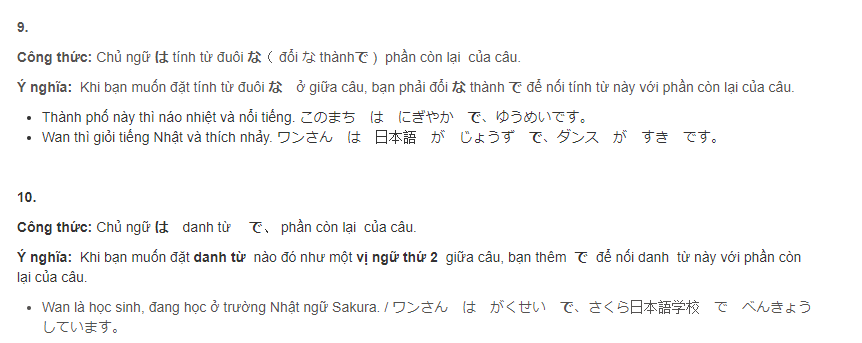 9.
Công thức: Chủ ngữ は tính từ đuôi な ( đổi な thànhで ) phần còn lại của câu.
Ý nghĩa: Khi bạn muốn đặt tính từ đuôi な ở giữa câu, bạn phải đổi な thành で để nối tính từ này với phần còn lại của câu.
Thành phố này thì náo nhiệt và nổi tiếng. このまち は にぎやか で、ゆうめいです。
Wan thì giỏi tiếng Nhật và thích nhảy. ワンさん は 日本語 が じょうず で、ダンス が すき です。
10.
Công thức: Chủ ngữ は danh từ で、 phần còn lại của câu.
Ý nghĩa: Khi bạn muốn đặt danh từ nào đó như một vị ngữ thứ 2 giữa câu, bạn thêm で để nối danh từ này với phần còn
lại của câu.
Wan là học sinh, đang học ở trường Nhật ngữ Sakura. / ワンさん は がくせい で、さくら日本語学校 で べんきょう
しています。